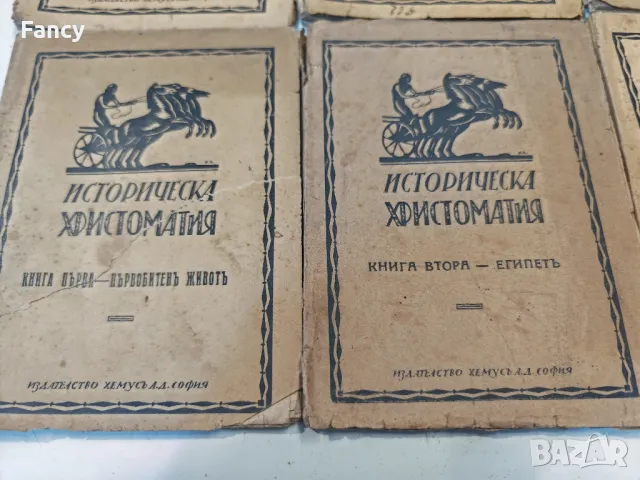 Fancy
ИСТОРИЧЕСКА
ХРИСТОМАТИЯ
КНИГА ПЪРВА — ПЪРВОБИТЕНЪ ЖИВОТЪ
ИЗДАТЕЛСТВО ХЕМУСЪ А.Д. СОФИЯ
ИСТОРИЧЕСКА
ХРИСТОМАТИЯ
КНИГА ВТОРА — ЕГИПЕТЪ
ИЗДАТЕЛСТВО ХЕМУСЪ А.Д. СОФИЯ
BAZAR